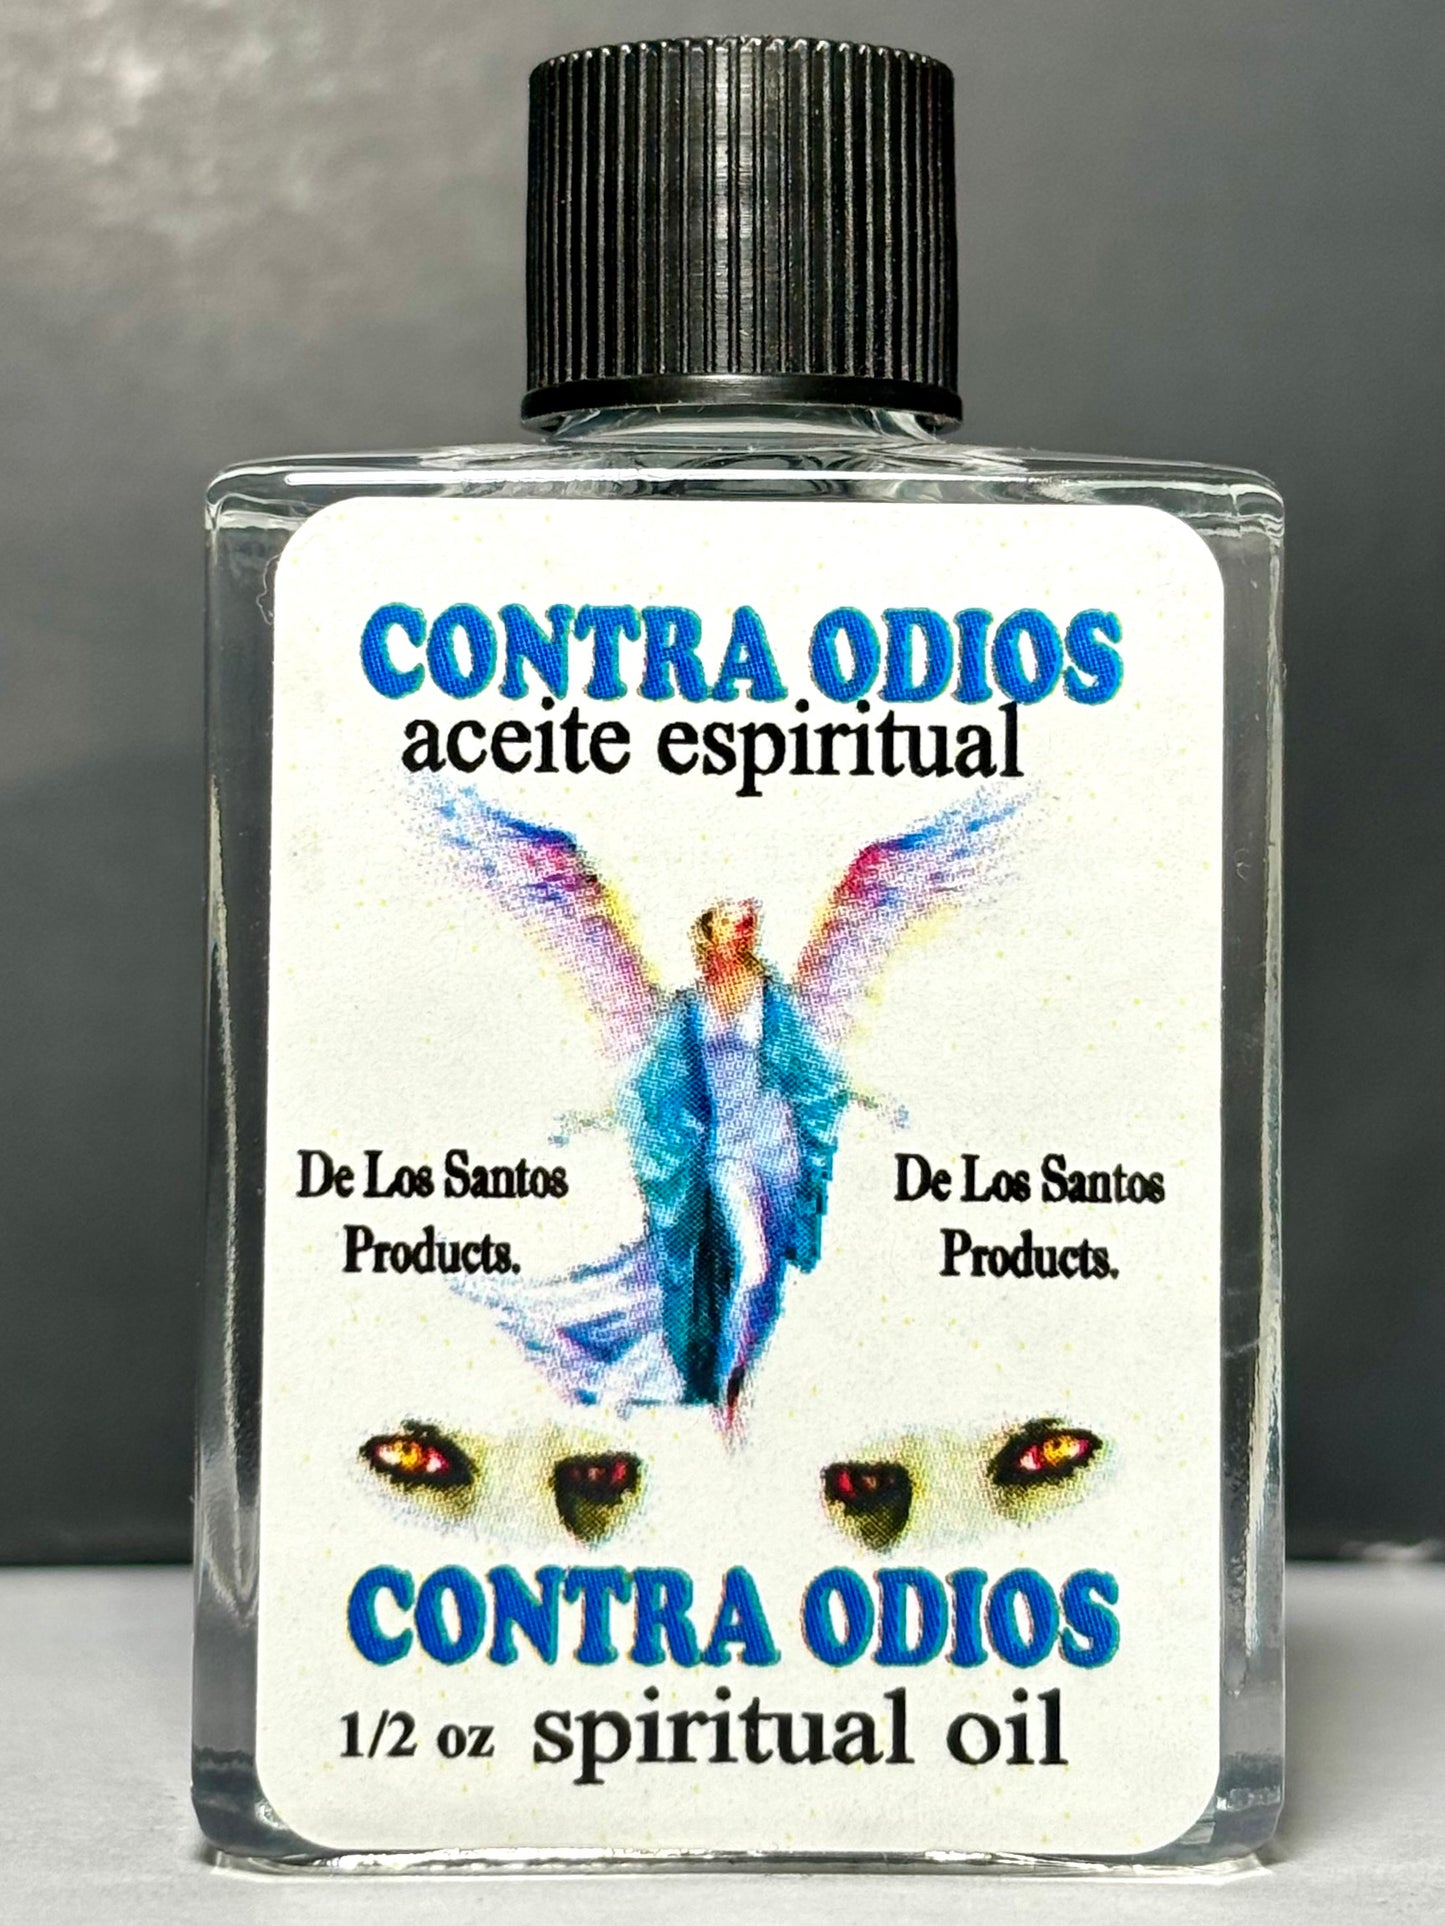 CONTRA ODIOS
aceite espiritual
De Los Santos
Products.
De Los Santos
Products.
CONTRA ODIOS
1/2 oz spiritual oil